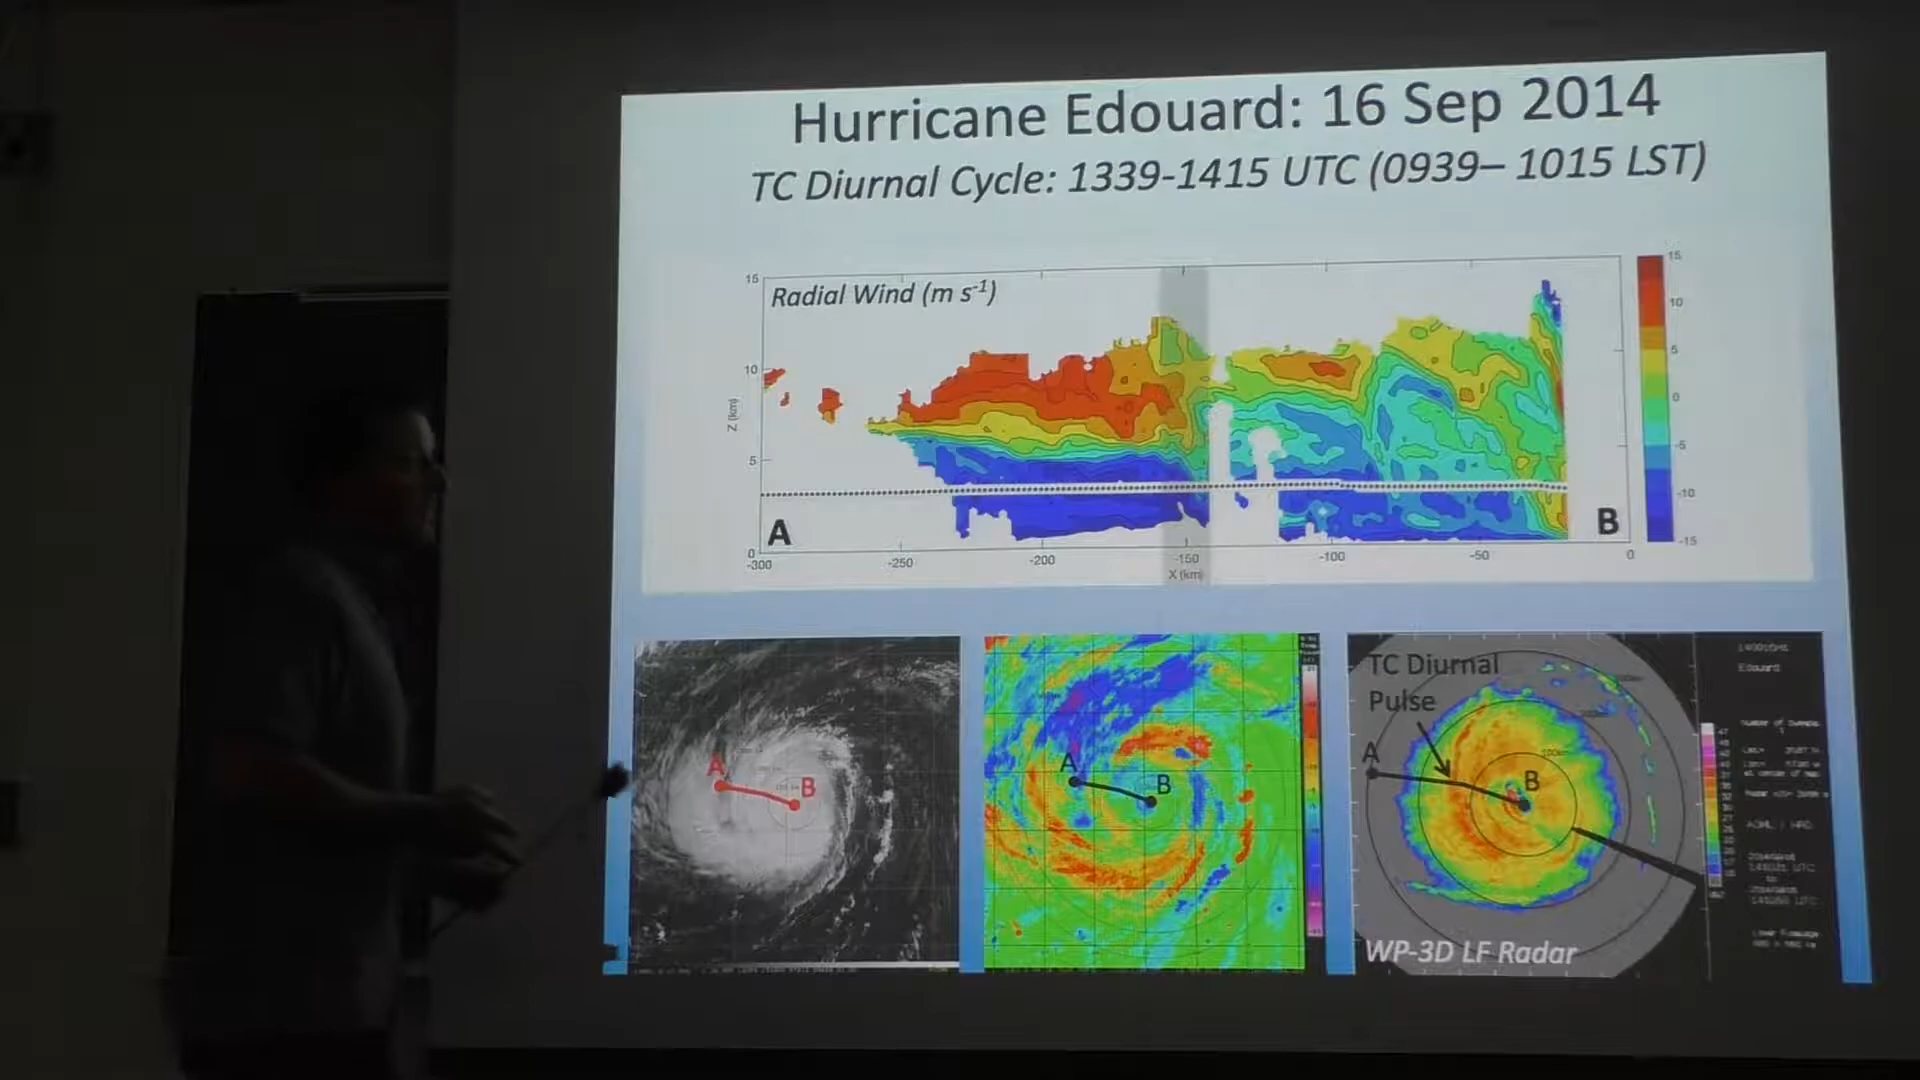 Hurricane Edouard: 16 Sep 2014
TC Diurnal Cycle: 1339-1415 UTC (0939– 1015 LST)
Radial Wind (m s-1)
15
10
5
0
Z (km)
A
B
-300
-250
-200
-150
-100
-50
0
X (km)
15
10
5
0
-5
-10
-15
A
B
A
B
TC Diurnal
Pulse
A
B
100km
WP-3D LF Radar
Edouard